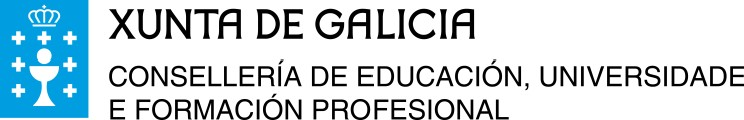 XUNTA DE GALICIA
CONSELLERÍA DE EDUCACIÓN, UNIVERSIDADE
E FORMACIÓN PROFESIONAL